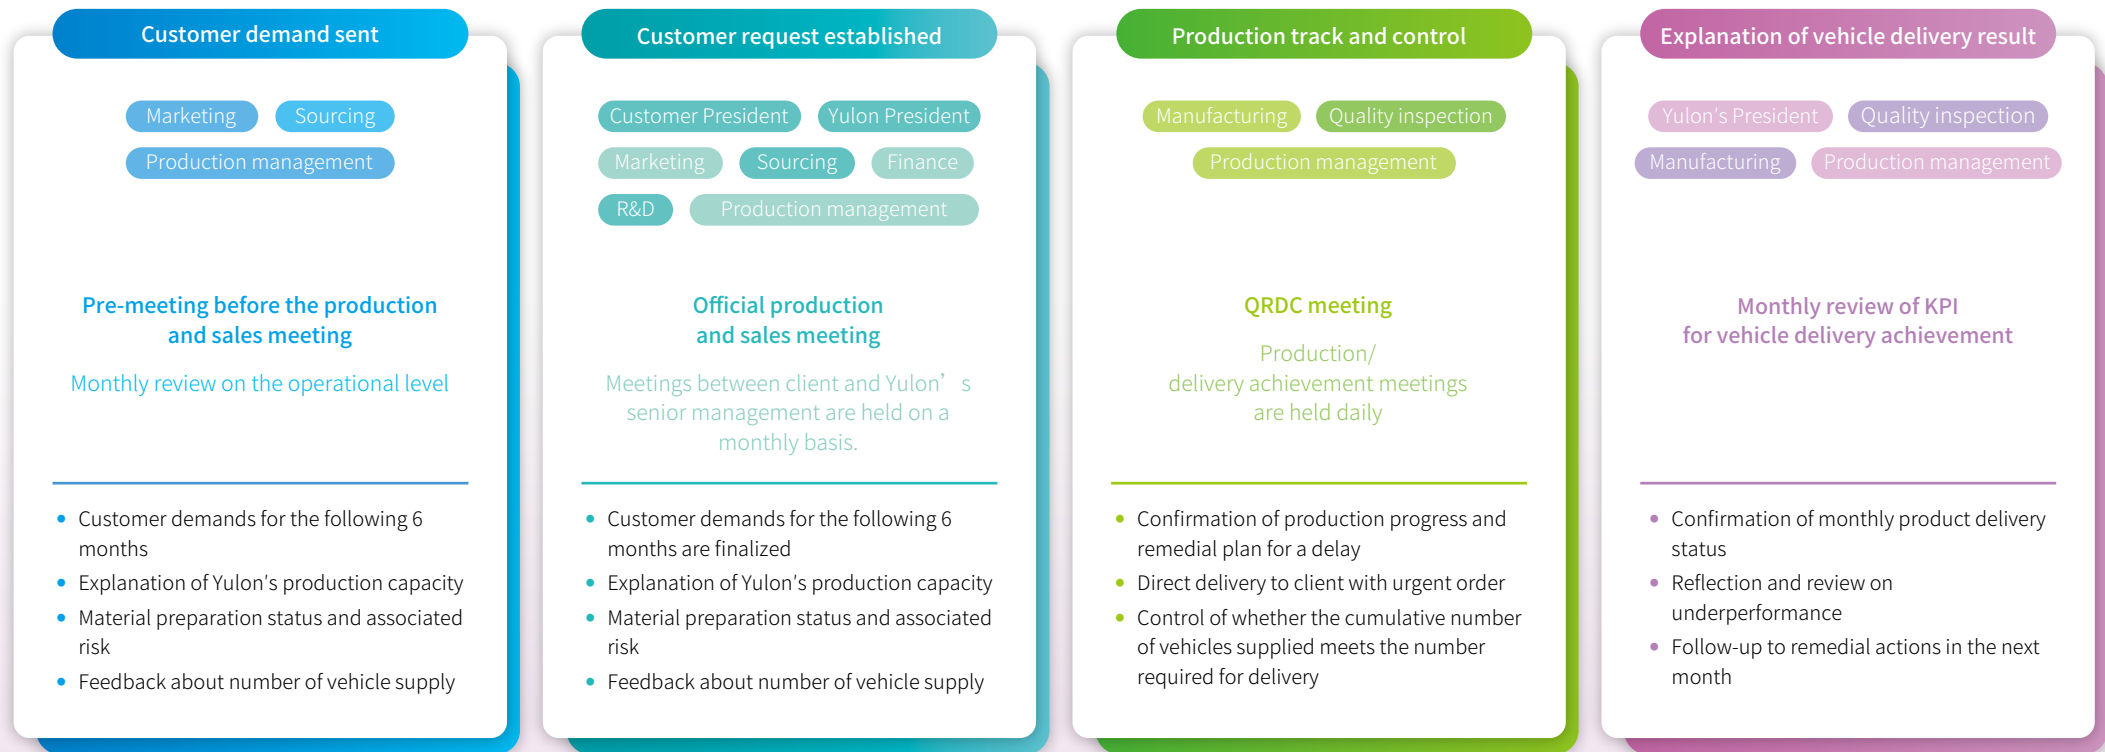 Customer demand sent
Marketing
Sourcing
Production management
Pre-meeting before the production
and sales meeting
Monthly review on the operational level
• Customer demands for the following 6
months
• Explanation of Yulon's production capacity
• Material preparation status and associated
risk
• Feedback about number of vehicle supply
Customer request established
Customer President
Yulon President
Marketing
Sourcing
Finance
R&D
Production management
Official production
and sales meeting
Meetings between client and Yulon’s
senior management are held on a
monthly basis.
• Customer demands for the following 6
months are finalized
• Explanation of Yulon's production capacity
• Material preparation status and associated
risk
• Feedback about number of vehicle supply
Production track and control
Manufacturing
Quality inspection
Production management
QRDC meeting
Production/
delivery achievement meetings
are held daily
• Confirmation of production progress and
remedial plan for a delay
• Direct delivery to client with urgent order
• Control of whether the cumulative number
of vehicles supplied meets the number
required for delivery
Explanation of vehicle delivery result
Yulon's President
Quality inspection
Manufacturing
Production management
Monthly review of KPI
for vehicle delivery achievement
• Confirmation of monthly product delivery
status
• Reflection and review on
underperformance
• Follow-up to remedial actions in the next
month